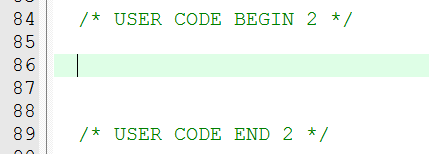 84 /* USER CODE BEGIN 2 */
85
86
87
88
89 /* USER CODE END 2 */